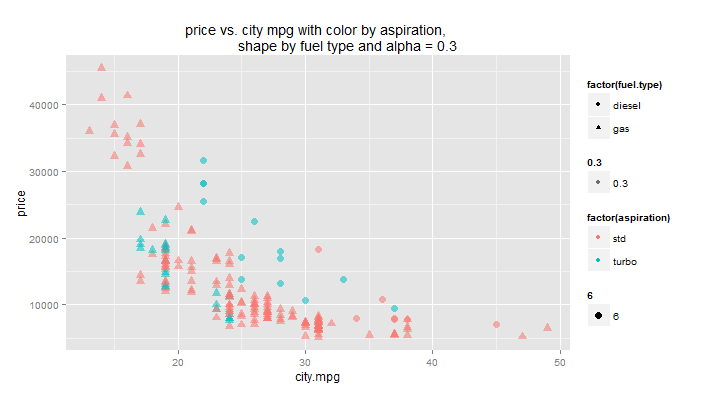 price vs. city mpg with color by aspiration,
shape by fuel type and alpha = 0.3
price
40000
30000
20000
10000
20
30
40
50
city.mpg
factor(fuel.type)
diesel
gas
0.3
0.3
factor(aspiration)
std
turbo
6
6